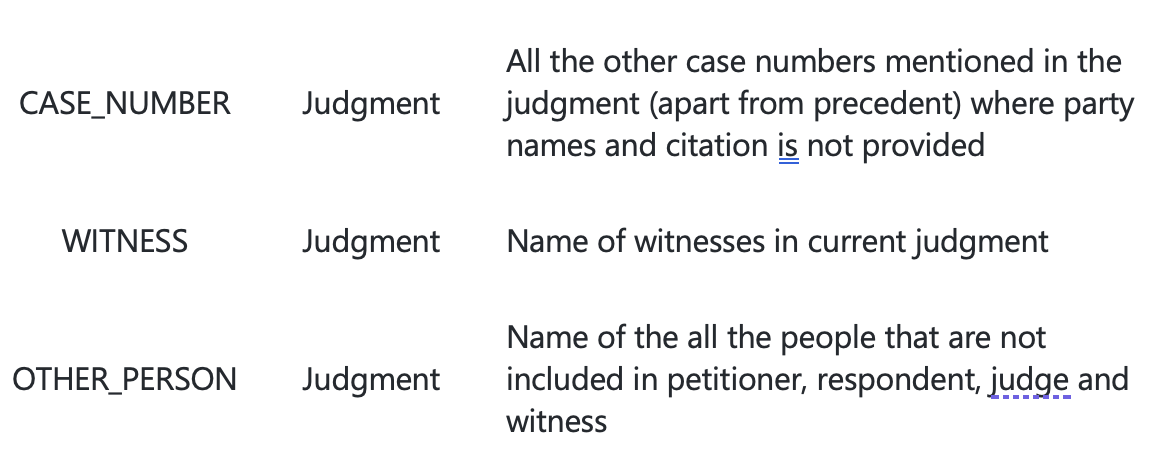 All the other case numbers mentioned in the
CASE_NUMBER Judgment judgment (apart from precedent) where party
names and citation is not provided
WITNESS Judgment Name of witnesses in current judgment
Name of the all the people that are not
OTHER_PERSON Judgment included in petitioner, respondent, judge and
witness